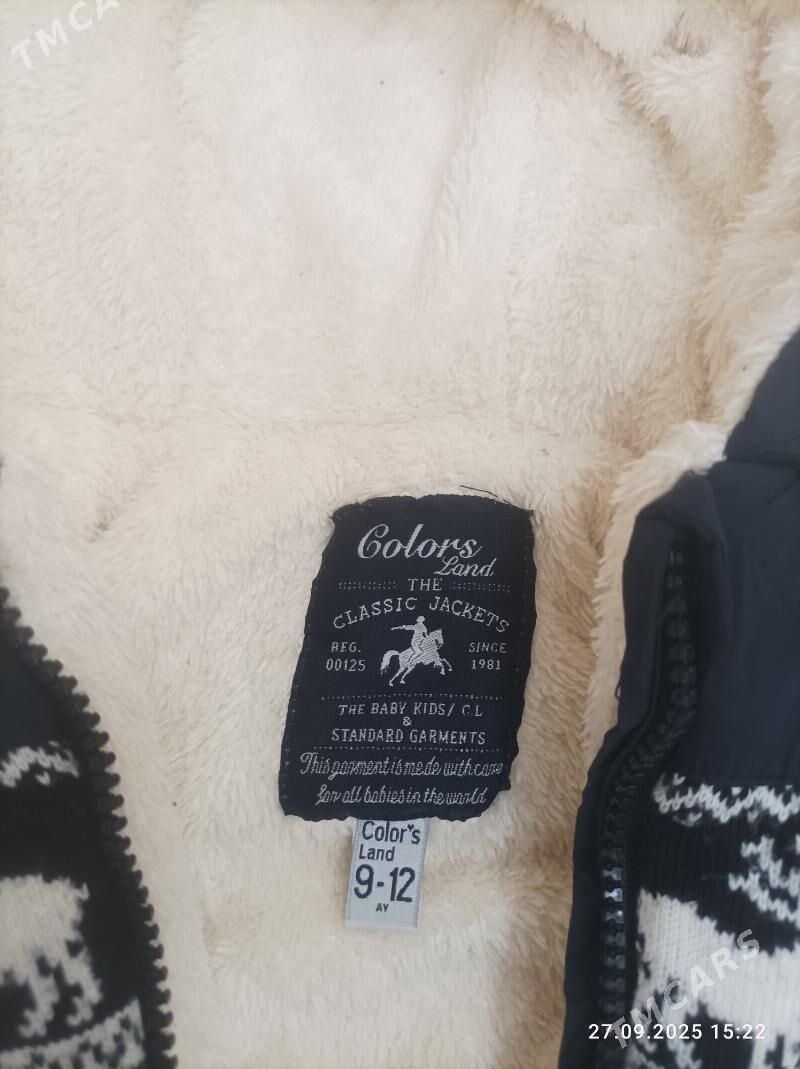 TMCARS
Colors
Land
THE
CLASSIC JACKETS
REG.
00125
SINCE
1981
THE BABY KIDS/ C.L
&
STANDARD GARMENTS
This garment is mede with care
for all babies in the world
Color's
Land
9-12
AY
TMCARS
27.09.2025 15:22